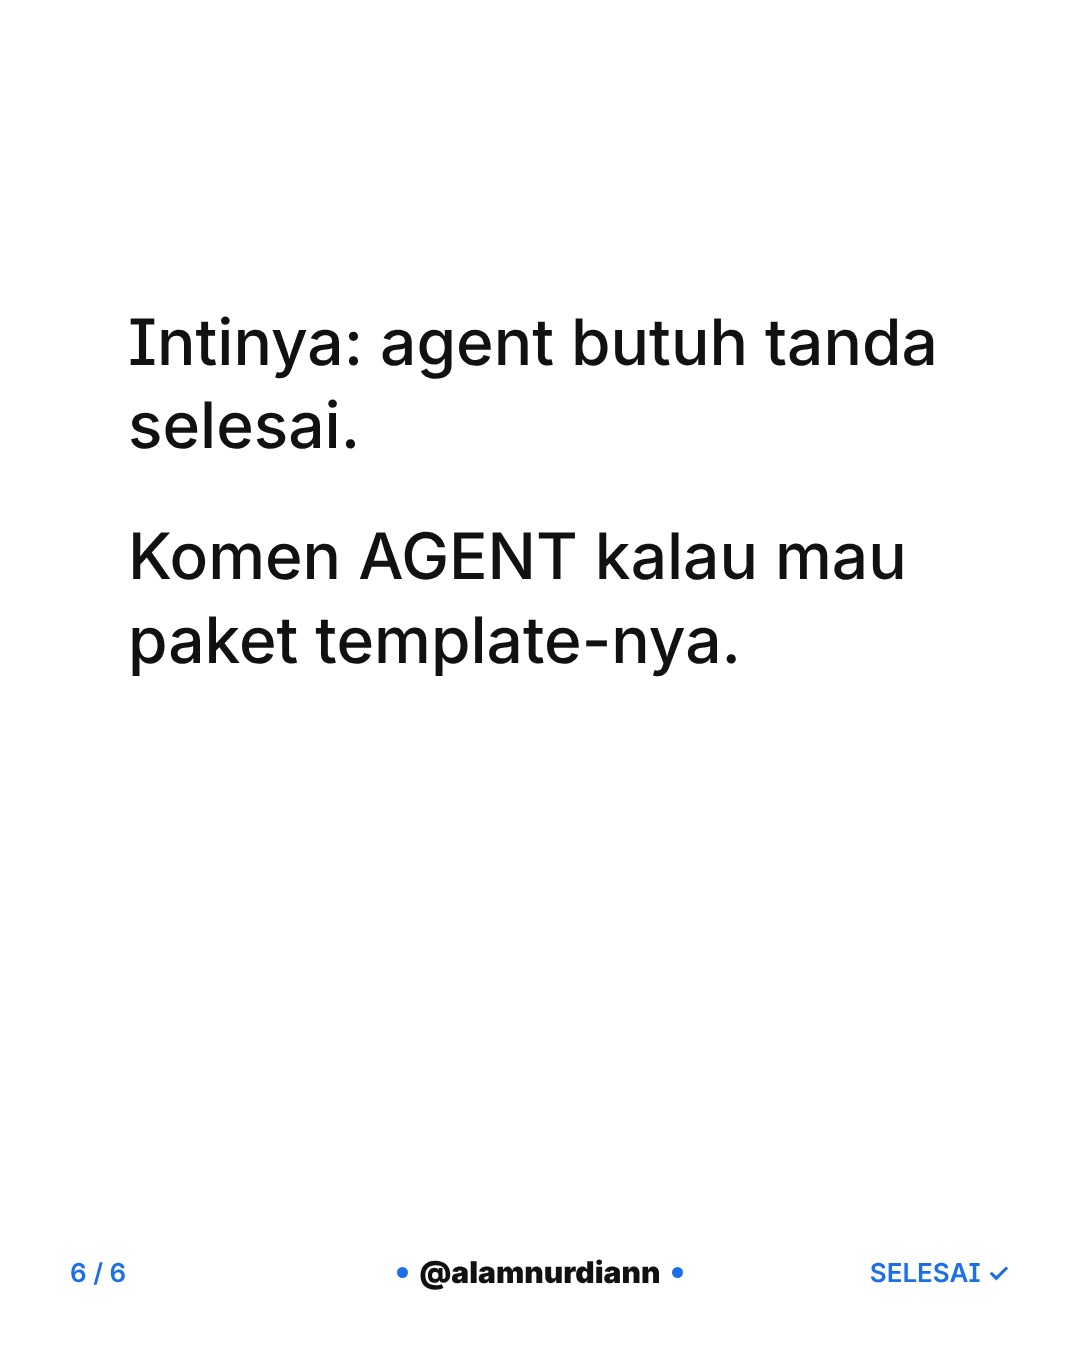 Intinya: agent butuh tanda
selesai.
Komen AGENT kalau mau
paket template-nya.
6 / 6
• @alamnurdiann •
SELESAI ✓